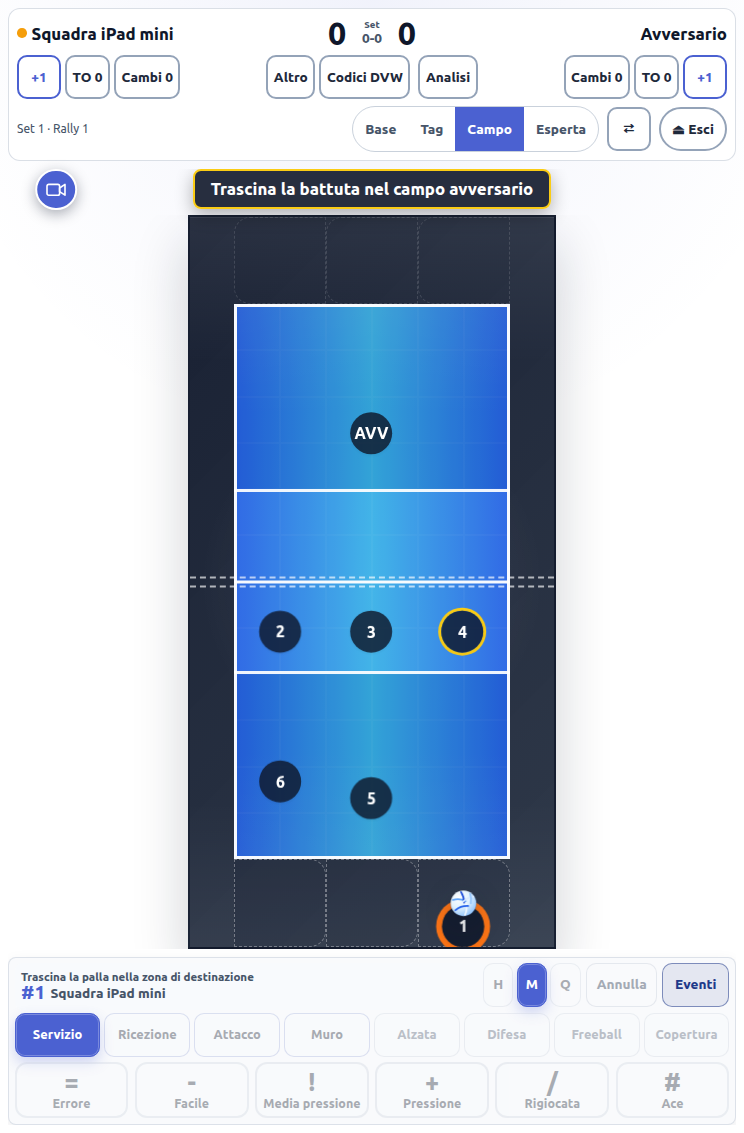 Squadra iPad mini
0
Set
0-0
0
Avversario
+1
TO 0
Cambi 0
Altro
Codici DVW
Analisi
Cambi 0
TO 0
+1
Set 1 · Rally 1
Base
Tag
Campo
Esperta
⇄
⏏ Esci
Trascina la battuta nel campo avversario
AVV
2
3
4
6
5
1
Trascina la palla nella zona di destinazione
#1 Squadra iPad mini
H
M
Q
Annulla
Eventi
Servizio
Ricezione
Attacco
Muro
Alzata
Difesa
Freeball
Copertura
=
Errore
-
Facile
!
Media pressione
+
Pressione
/
Rigiocata
#
Ace